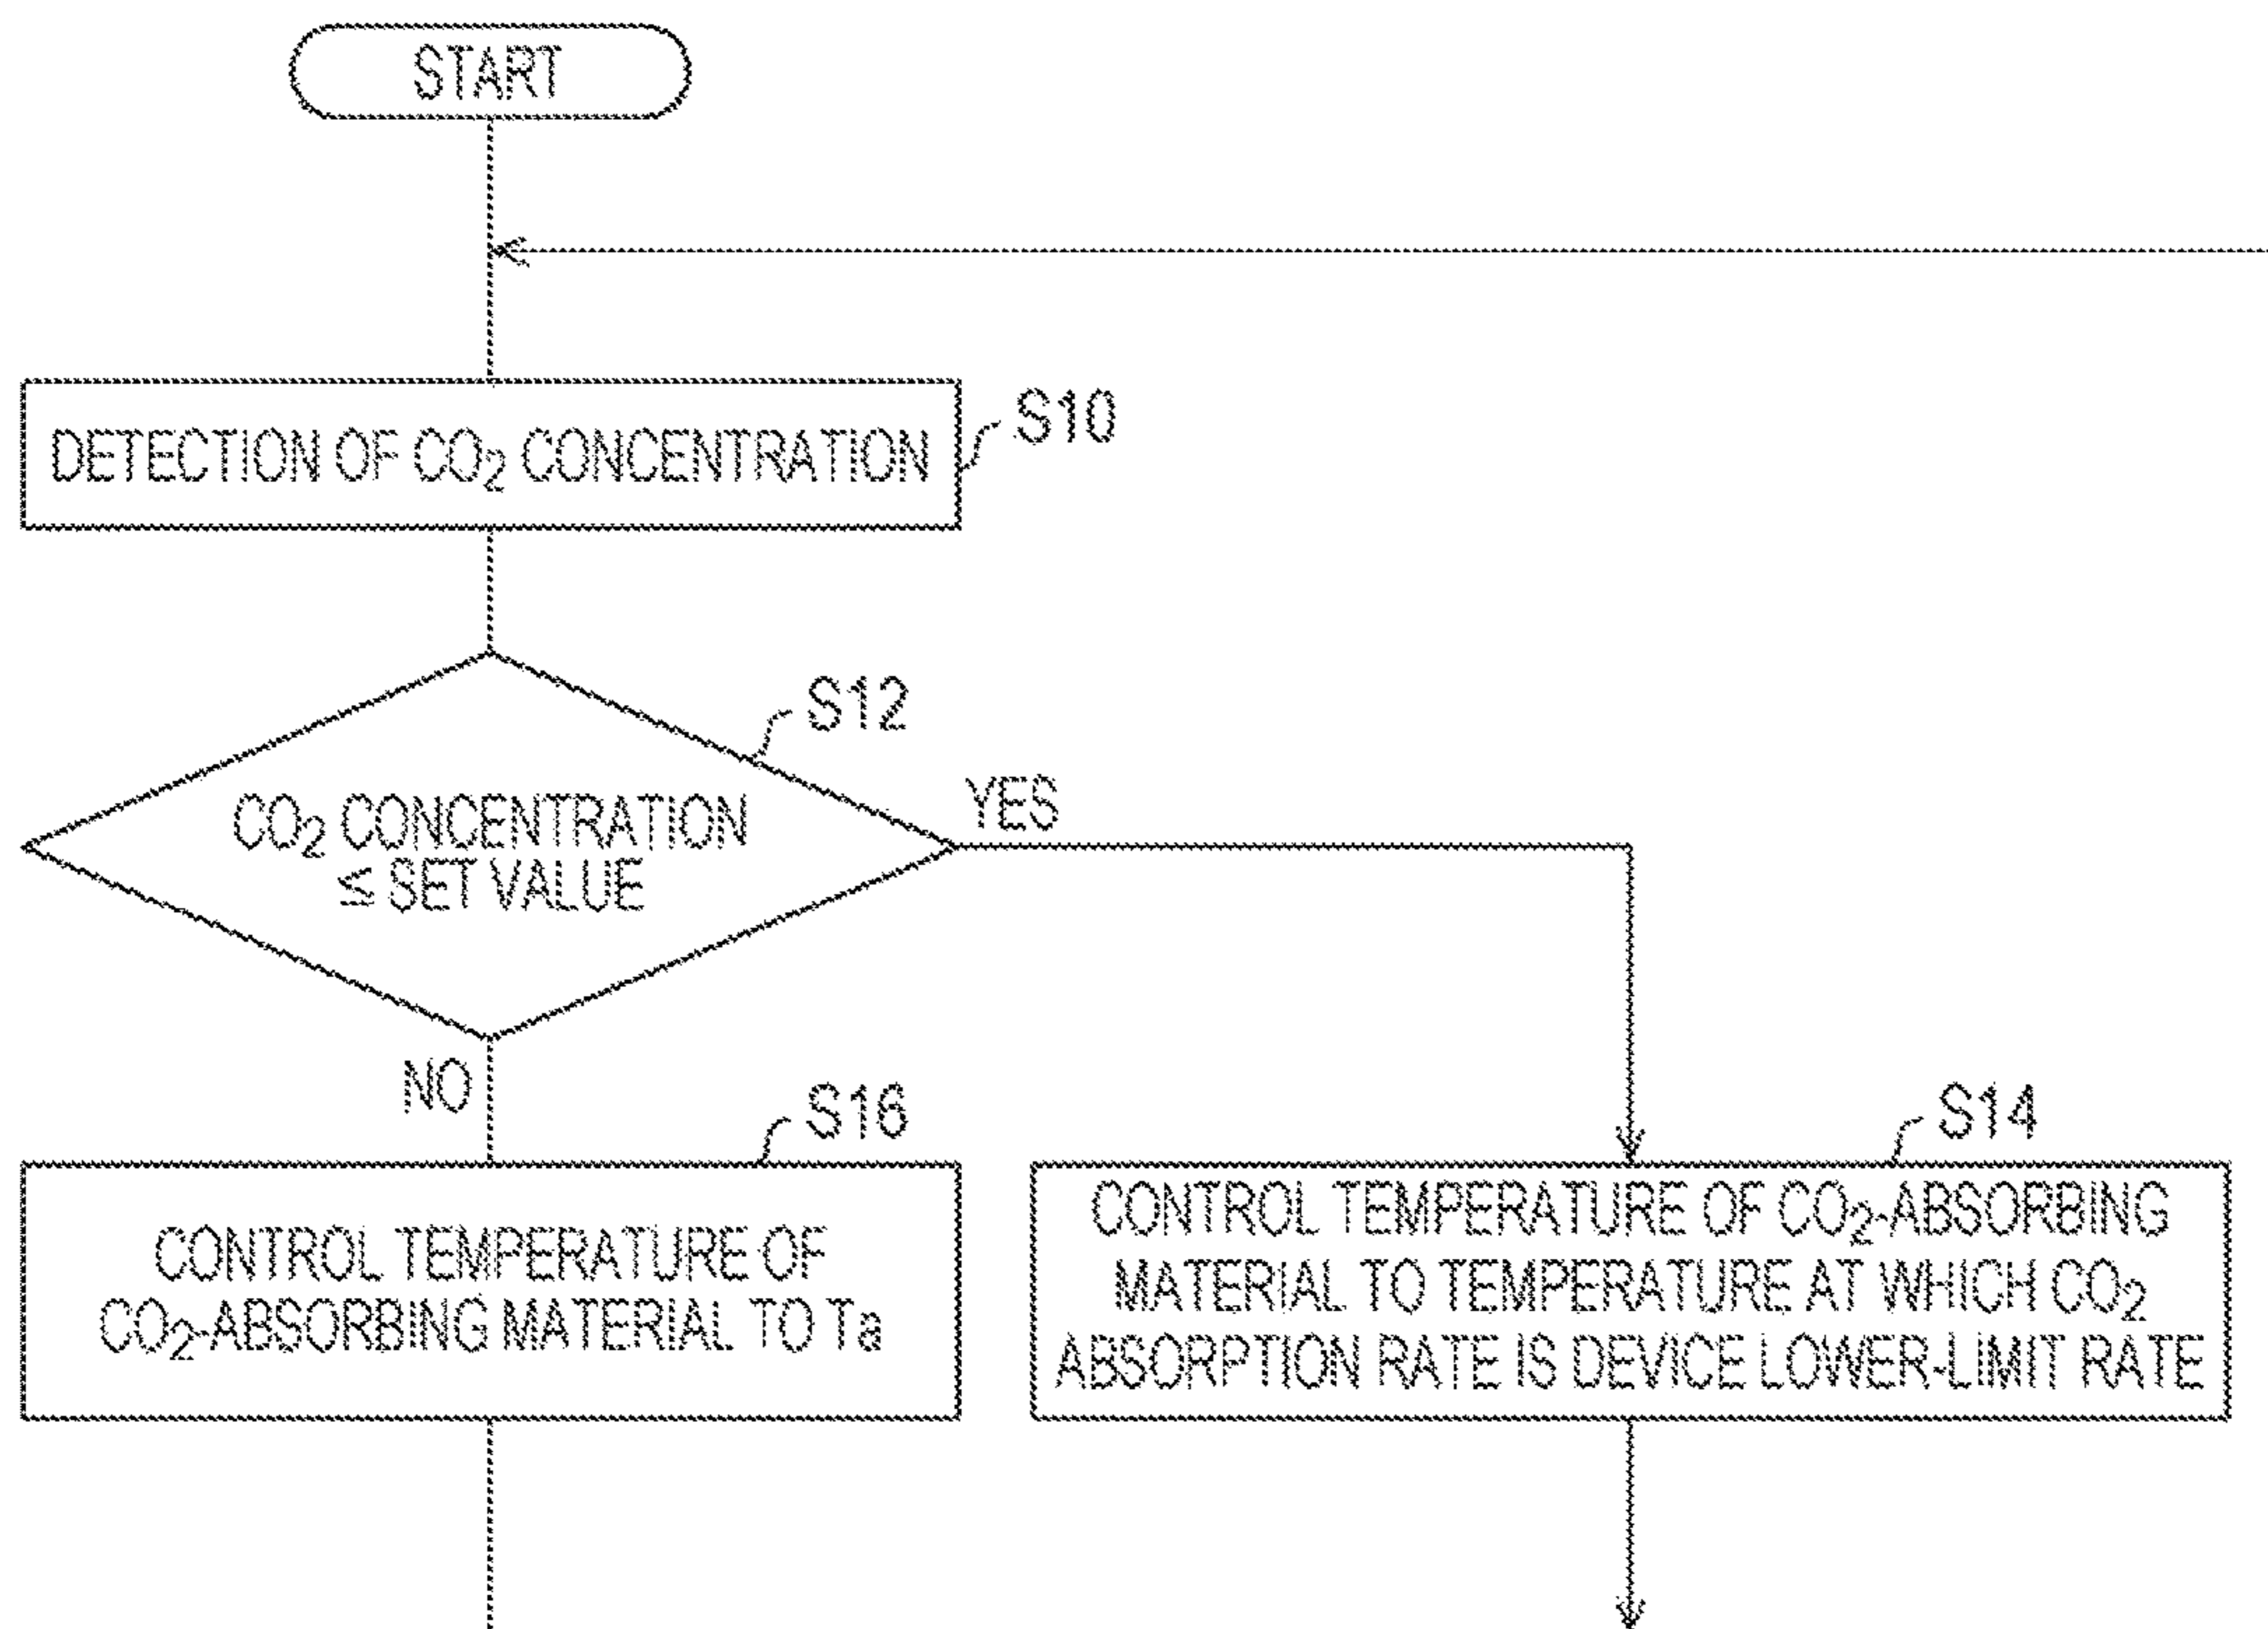 START
DETECTION OF CO₂ CONCENTRATION
S10
S12
CO₂ CONCENTRATION
≦ SET VALUE
YES
NO
S16
CONTROL TEMPERATURE OF
CO₂-ABSORBING MATERIAL TO Ta
S14
CONTROL TEMPERATURE OF CO₂-ABSORBING
MATERIAL TO TEMPERATURE AT WHICH CO₂
ABSORPTION RATE IS DEVICE LOWER-LIMIT RATE